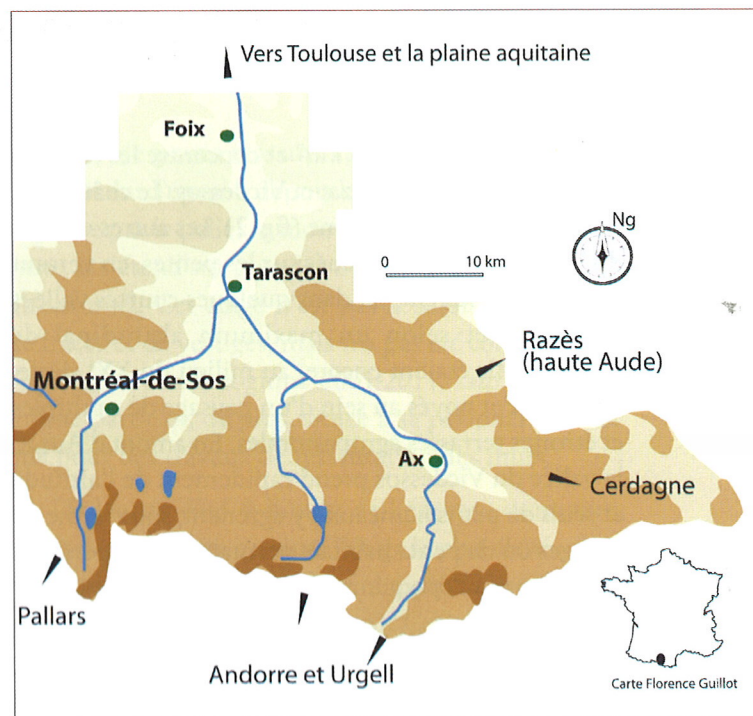 Vers Toulouse et la plaine aquitaine
Foix
Ng
0 10 km
Tarascon
Razès
(haute Aude)
Montréal-de-Sos
Ax
Cerdagne
Pallars
Andorre et Urgell
Carte Florence Guillot